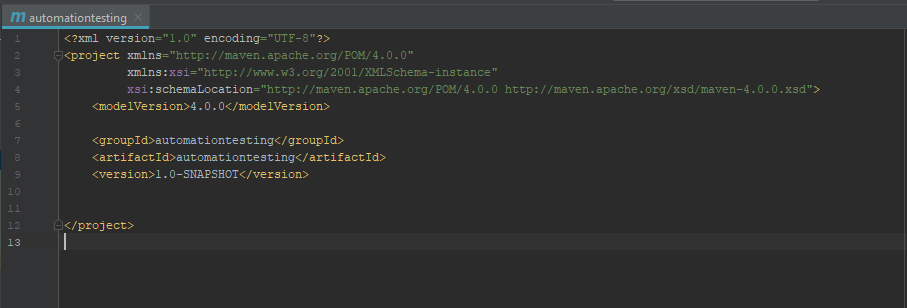 m automationtesting ×
1 <?xml version="1.0" encoding="UTF-8"?>
2 <project xmlns="http://maven.apache.org/POM/4.0.0"
3          xmlns:xsi="http://www.w3.org/2001/XMLSchema-instance"
4          xsi:schemaLocation="http://maven.apache.org/POM/4.0.0 http://maven.apache.org/xsd/maven-4.0.0.xsd">
5     <modelVersion>4.0.0</modelVersion>
6
7     <groupId>automationtesting</groupId>
8     <artifactId>automationtesting</artifactId>
9     <version>1.0-SNAPSHOT</version>
10
11
12 </project>
13